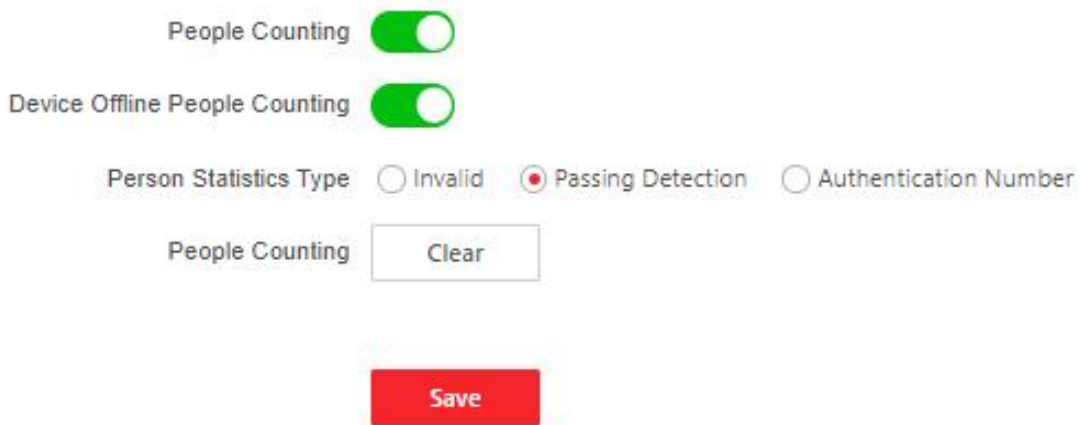 People Counting
Device Offline People Counting
Person Statistics Type Invalid Passing Detection Authentication Number
People Counting Clear
Save